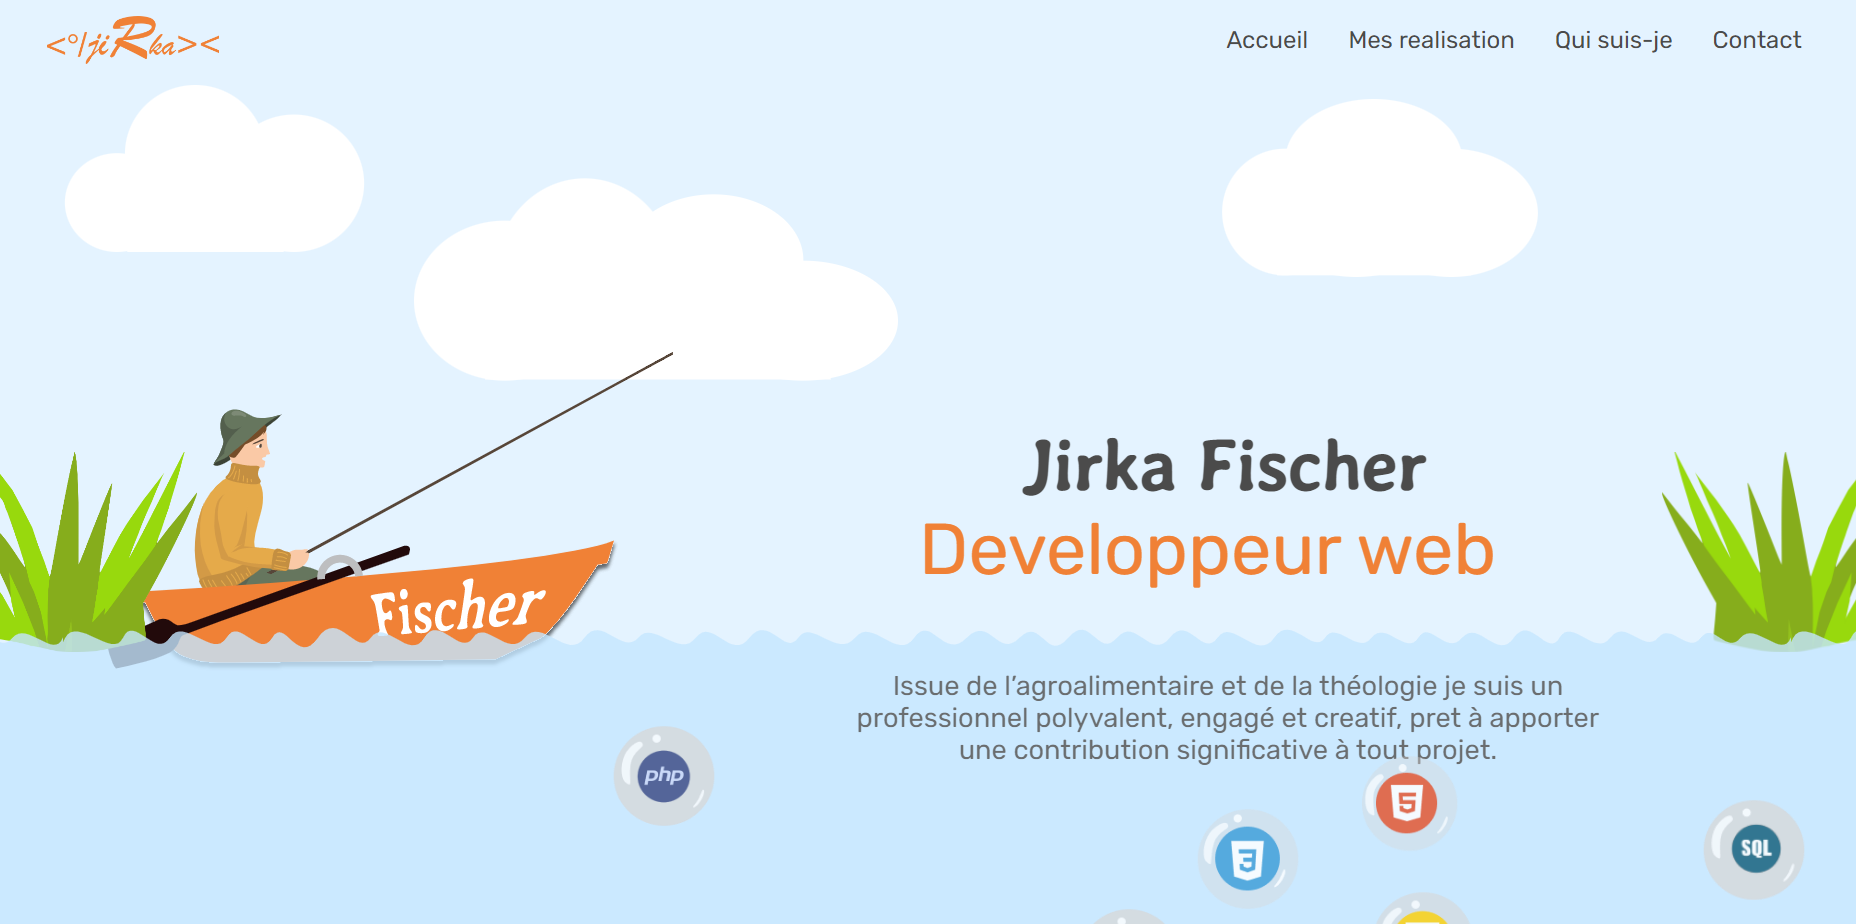 <°/jiRka><
Accueil Mes realisation Qui suis-je Contact
Jirka Fischer
Developpeur web
Fischer
Issue de l’agroalimentaire et de la théologie je suis un
professionnel polyvalent, engagé et creatif, pret à apporter
une contribution significative à tout projet.
php
5
3
SQL